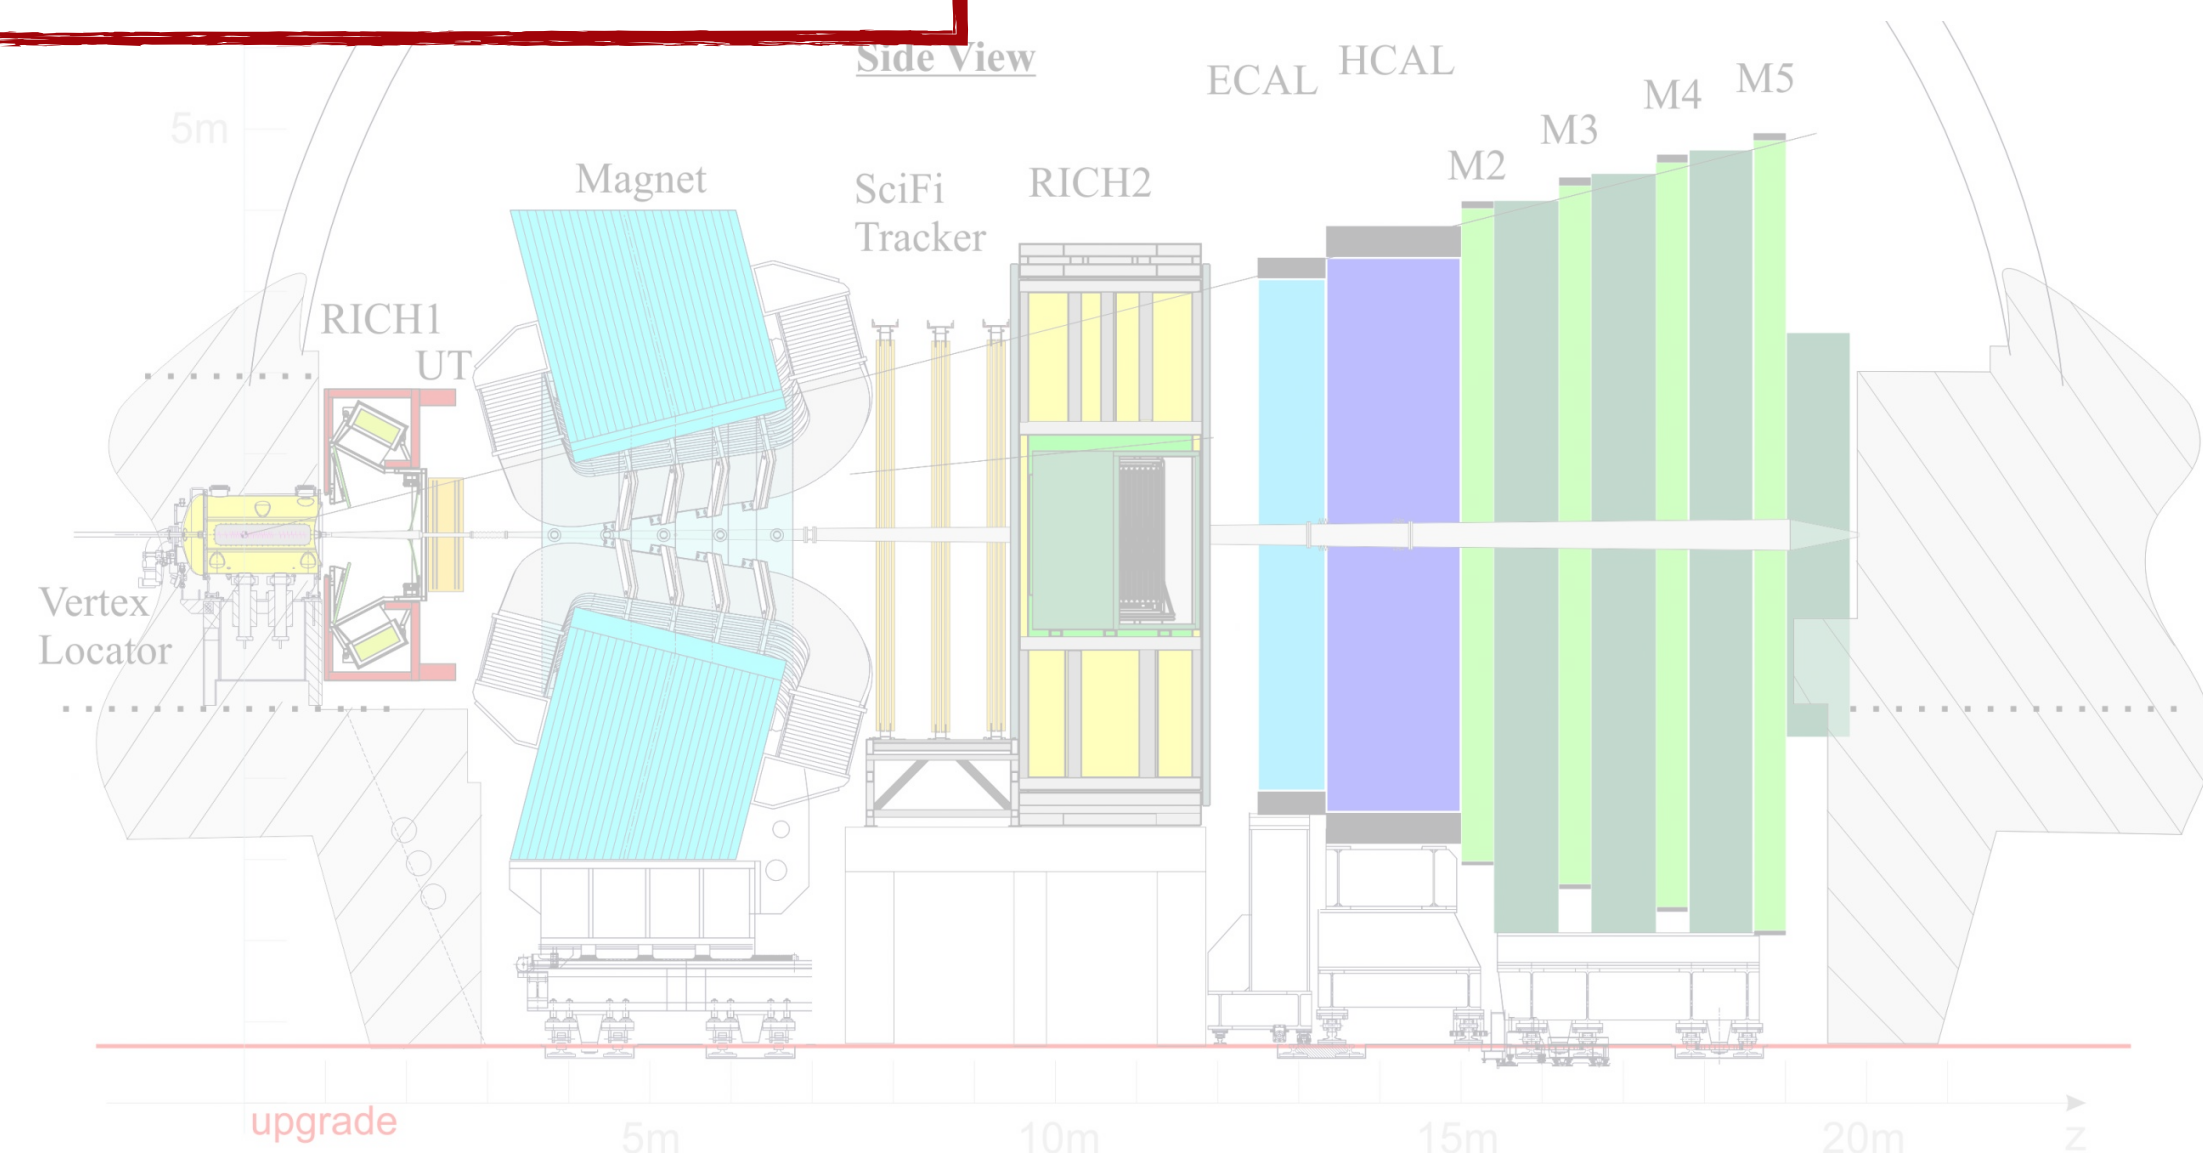 Side View
ECAL
HCAL
M5
M4
M3
M2
5m
Magnet
SciFi
Tracker
RICH2
RICH1
UT
Vertex
Locator
upgrade
5m
10m
15m
20m
z